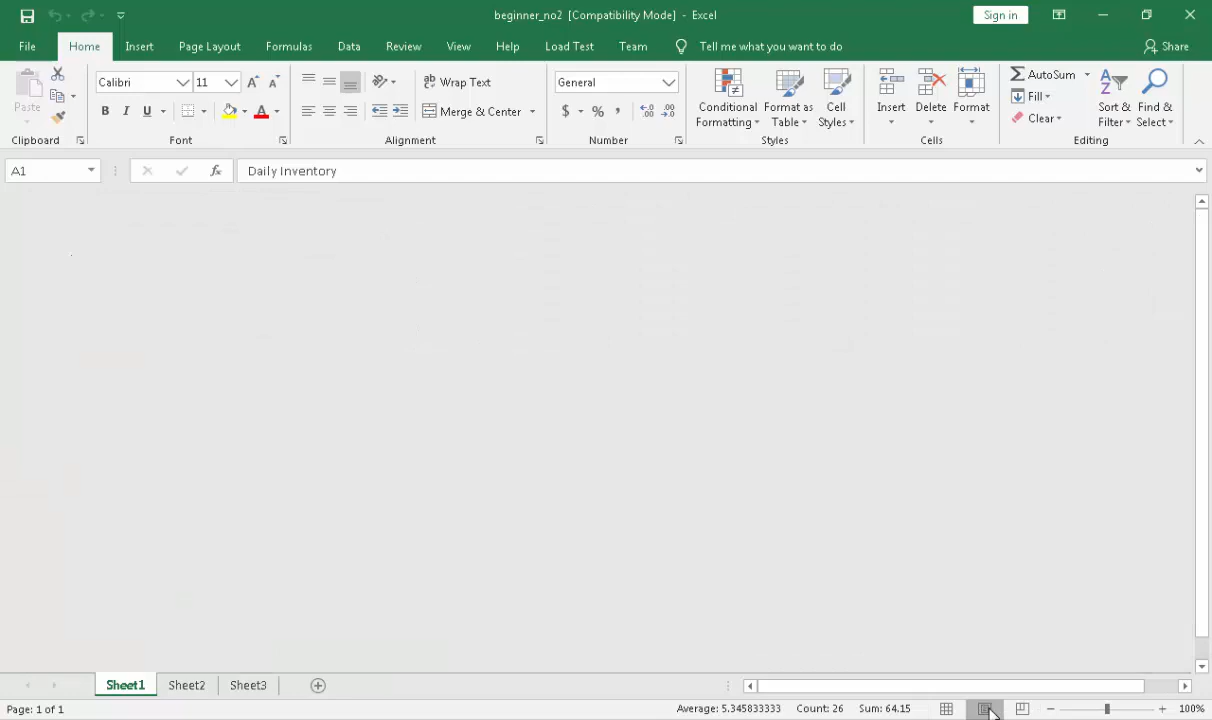 beginner_no2 [Compatibility Mode] - Excel
Sign in
File Home Insert Page Layout Formulas Data Review View Help Load Test Team Tell me what you want to do Share
Paste
Calibri 11
B I U A
Wrap Text
Merge & Center
General
$ % ,
Conditional Formatting
Format as Table
Cell Styles
Insert Delete Format
AutoSum
Fill
Clear
Sort & Filter
Find & Select
Clipboard Font Alignment Number Styles Cells Editing
A1 fx Daily Inventory
Sheet1 Sheet2 Sheet3
Page: 1 of 1 Average: 5.345833333 Count: 26 Sum: 64.15 100%